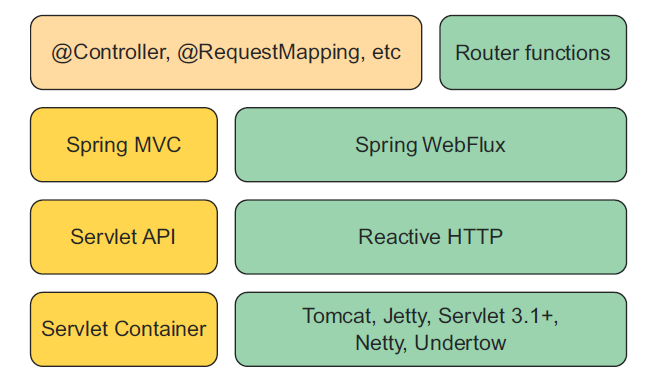 @Controller, @RequestMapping, etc
Router functions
Spring MVC
Spring WebFlux
Servlet API
Reactive HTTP
Servlet Container
Tomcat, Jetty, Servlet 3.1+,
Netty, Undertow